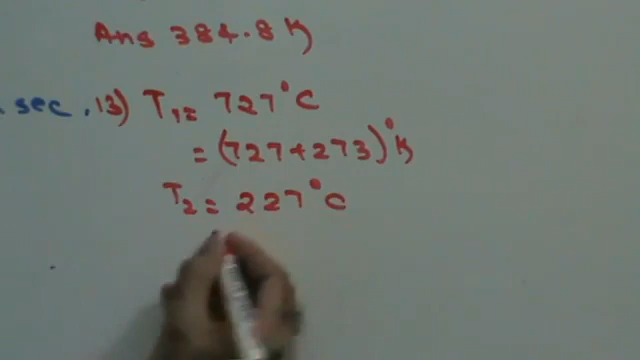 Ans 384.8 K
. sec. 13) T₁ = 727°C
= (727+273)°K
T₂ = 227°C